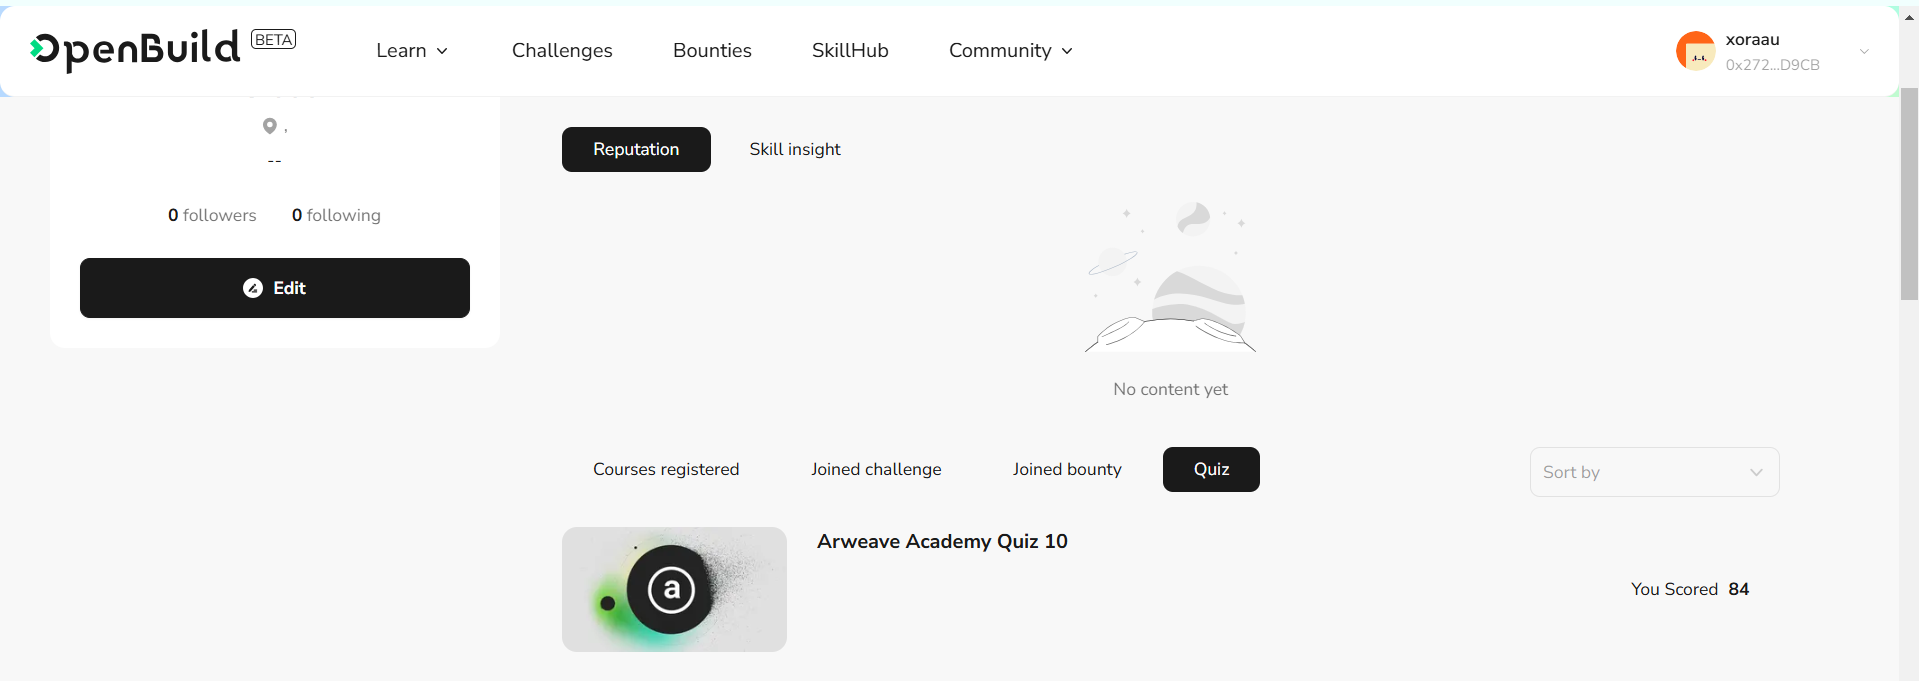 OpenBuild BETA
Learn
Challenges
Bounties
SkillHub
Community
xoraau
0x272...D9CB
,
--
0 followers
0 following
Edit
Reputation
Skill insight
No content yet
Courses registered
Joined challenge
Joined bounty
Quiz
Sort by
a
Arweave Academy Quiz 10
You Scored 84